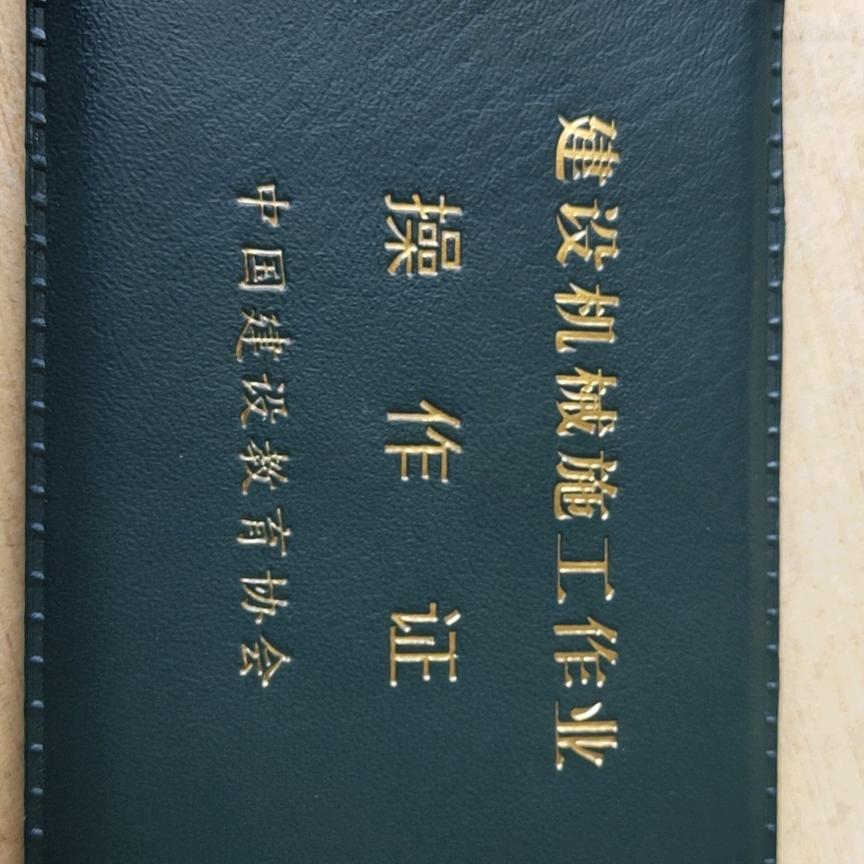 建设机械施工作业
操作证
中国建设教育协会